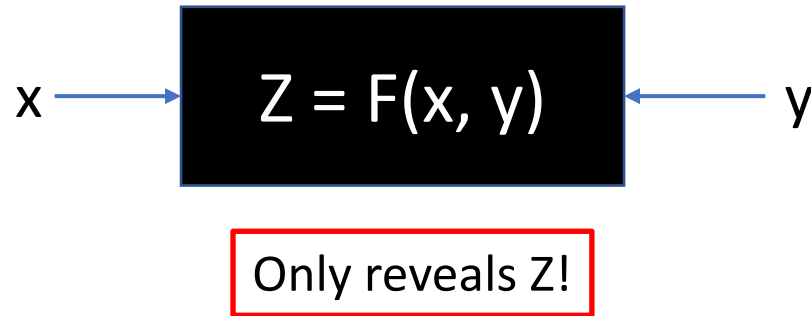 x
Z = F(x, y)
y
Only reveals Z!